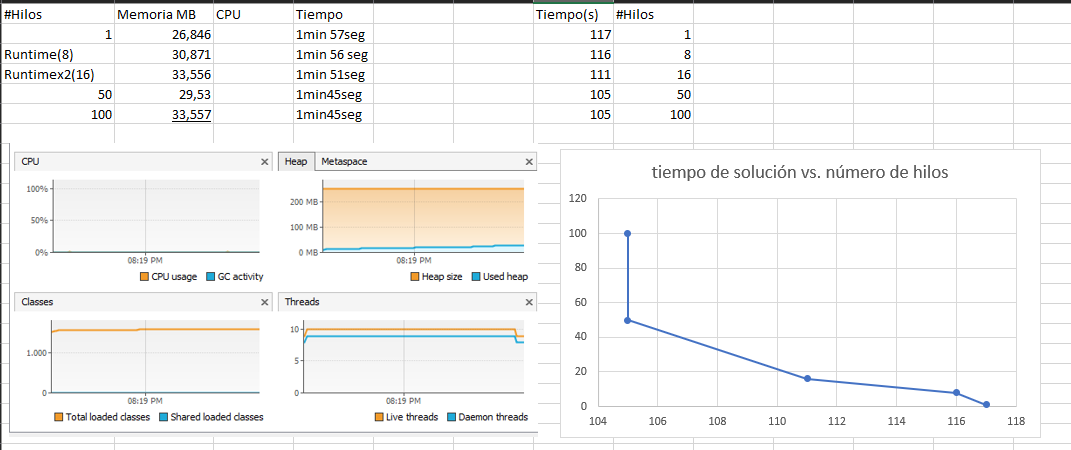 #Hilos Memoria MB CPU Tiempo Tiempo(s) #Hilos
1 26,846 1min 57seg 117 1
Runtime(8) 30,871 1min 56 seg 116 8
Runtimex2(16) 33,556 1min 51seg 111 16
50 29,53 1min45seg 105 50
100 33,557 1min45seg 105 100
CPU ×
100%
50%
0%
08:19 PM
CPU usage GC activity
Heap Metaspace ×
200 MB
100 MB
0 MB
08:19 PM
Heap size Used heap
Classes ×
1.000
0
08:19 PM
Total loaded classes Shared loaded classes
Threads ×
10
5
0
08:19 PM
Live threads Daemon threads
tiempo de solución vs. número de hilos
120
100
80
60
40
20
0
104 106 108 110 112 114 116 118